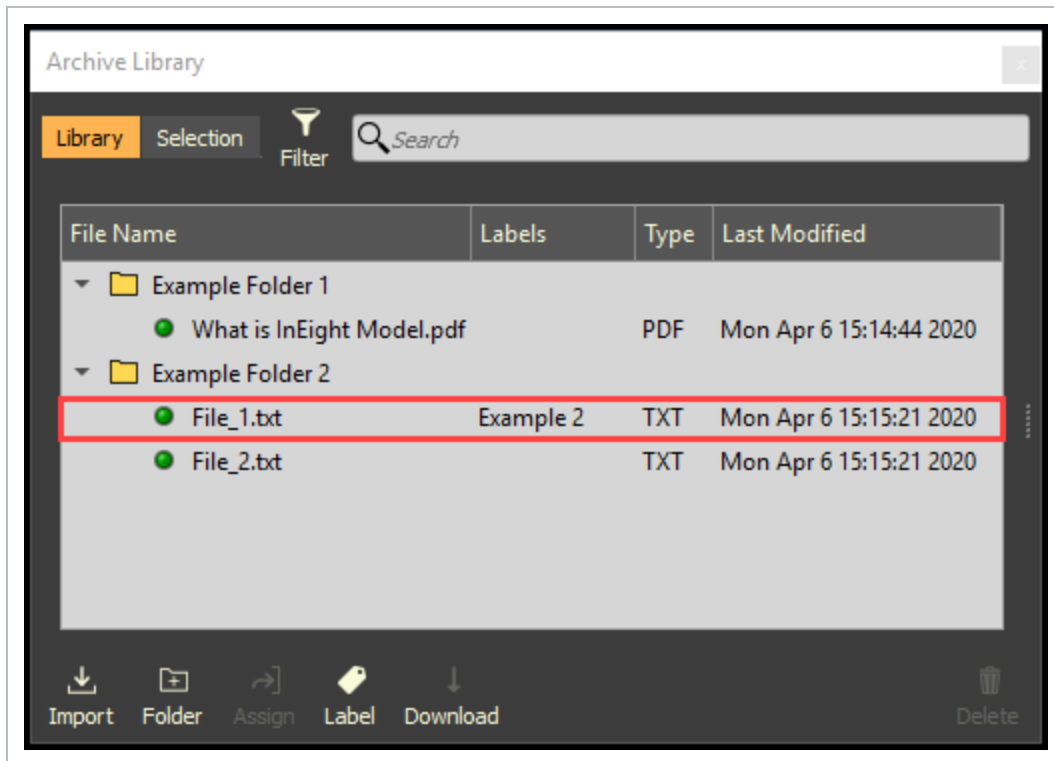 Archive Library
x
Library Selection Filter Search
File Name Labels Type Last Modified
Example Folder 1
What is InEight Model.pdf PDF Mon Apr 6 15:14:44 2020
Example Folder 2
File_1.txt Example 2 TXT Mon Apr 6 15:15:21 2020
File_2.txt TXT Mon Apr 6 15:15:21 2020
Import Folder Assign Label Download Delete